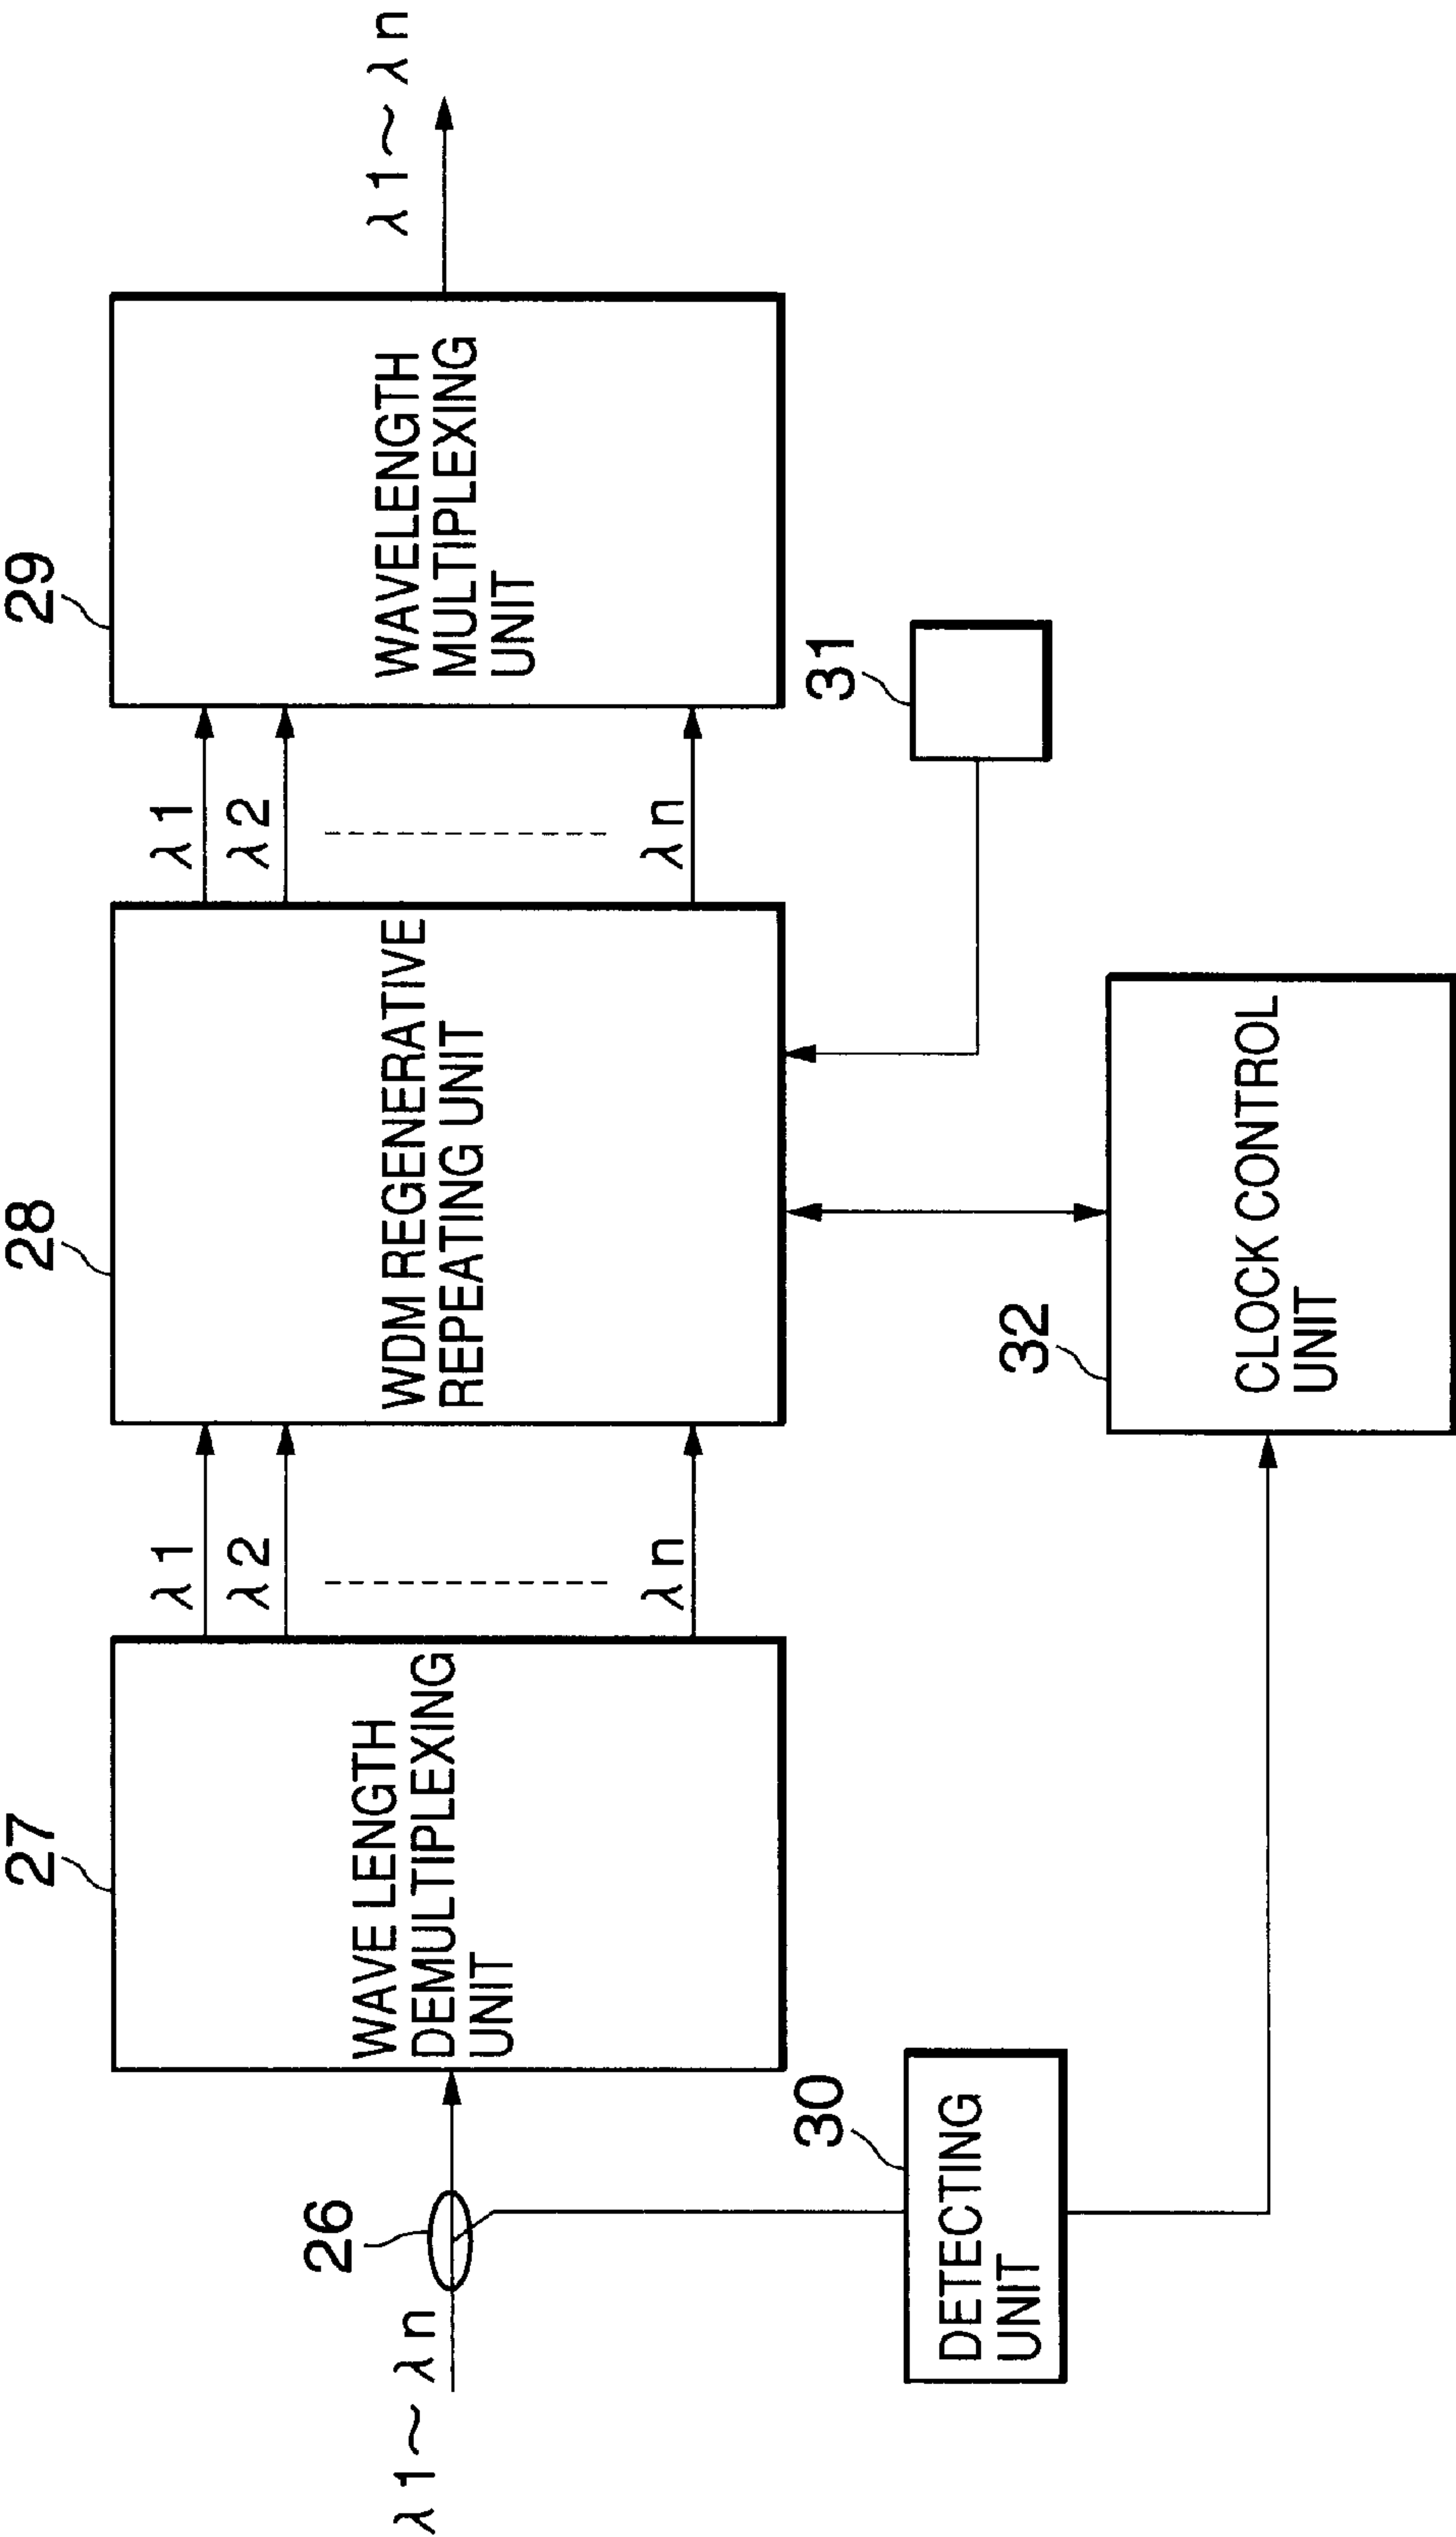 27
28
29
λ1
λ2
λn
λ1
λ2
λn
λ1~λn
26
λ1~λn
WAVE LENGTH
DEMULTIPLEXING
UNIT
WDM REGENERATIVE
REPEATING UNIT
WAVELENGTH
MULTIPLEXING
UNIT
30
DETECTING
UNIT
31
32
CLOCK CONTROL
UNIT